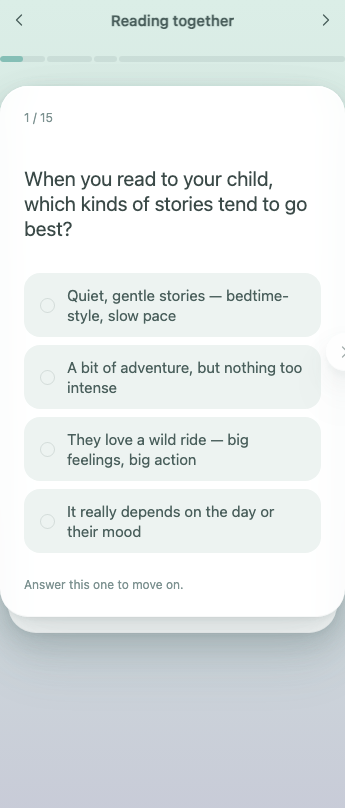 Reading together
1 / 15
When you read to your child,
which kinds of stories tend to go
best?
Quiet, gentle stories — bedtime-
style, slow pace
A bit of adventure, but nothing too
intense
They love a wild ride — big
feelings, big action
It really depends on the day or
their mood
Answer this one to move on.